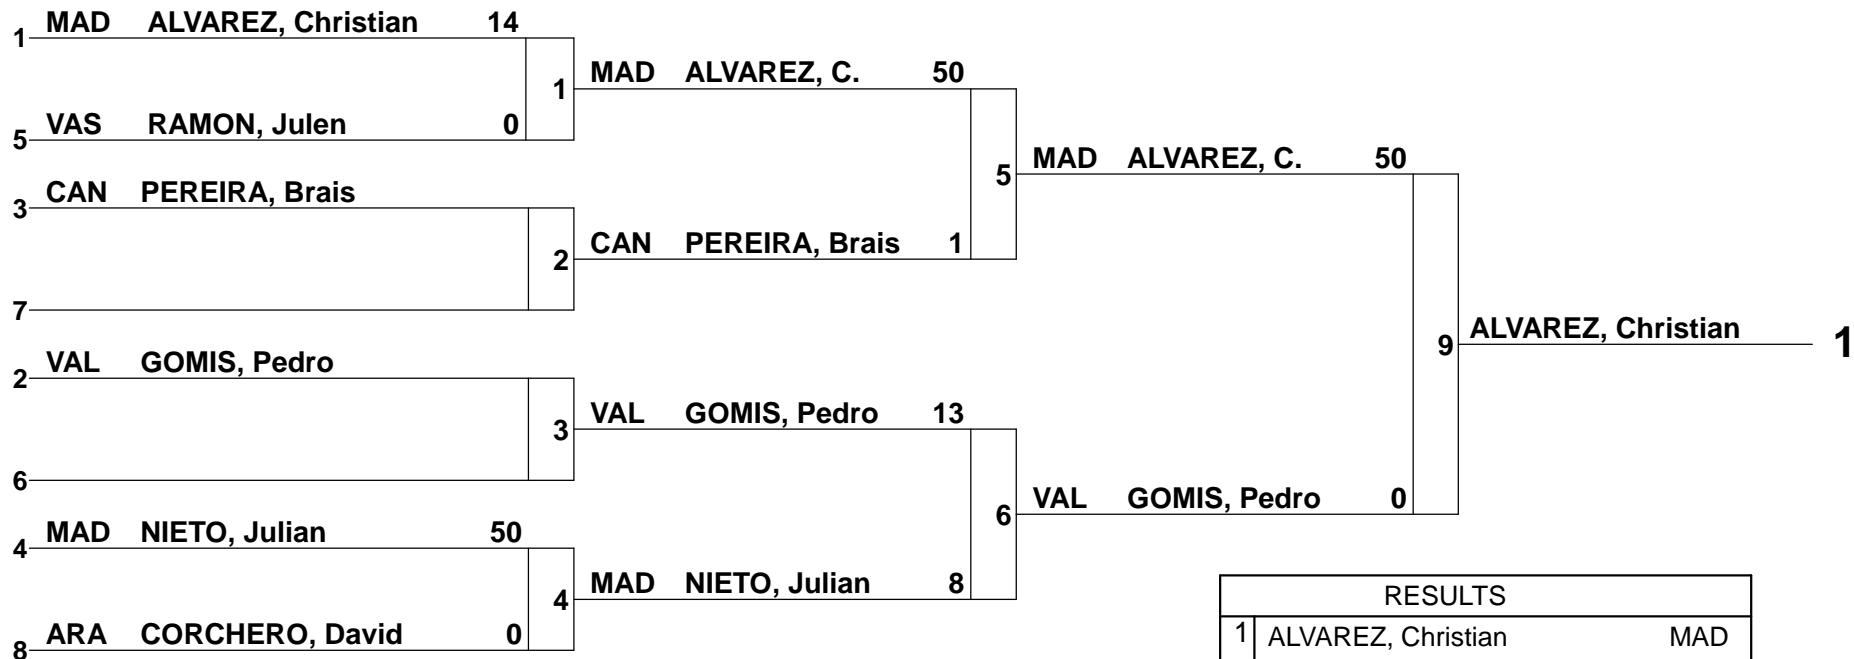 1 MAD ALVAREZ, Christian 14
1 MAD ALVAREZ, C. 50
5 VAS RAMON, Julen 0
5 MAD ALVAREZ, C. 50
3 CAN PEREIRA, Brais
2 CAN PEREIRA, Brais 1
7
9 ALVAREZ, Christian 1
2 VAL GOMIS, Pedro
3 VAL GOMIS, Pedro 13
6
6 VAL GOMIS, Pedro 0
4 MAD NIETO, Julian 50
4 MAD NIETO, Julian 8
8 ARA CORCHERO, David 0
RESULTS
1 ALVAREZ, Christian MAD